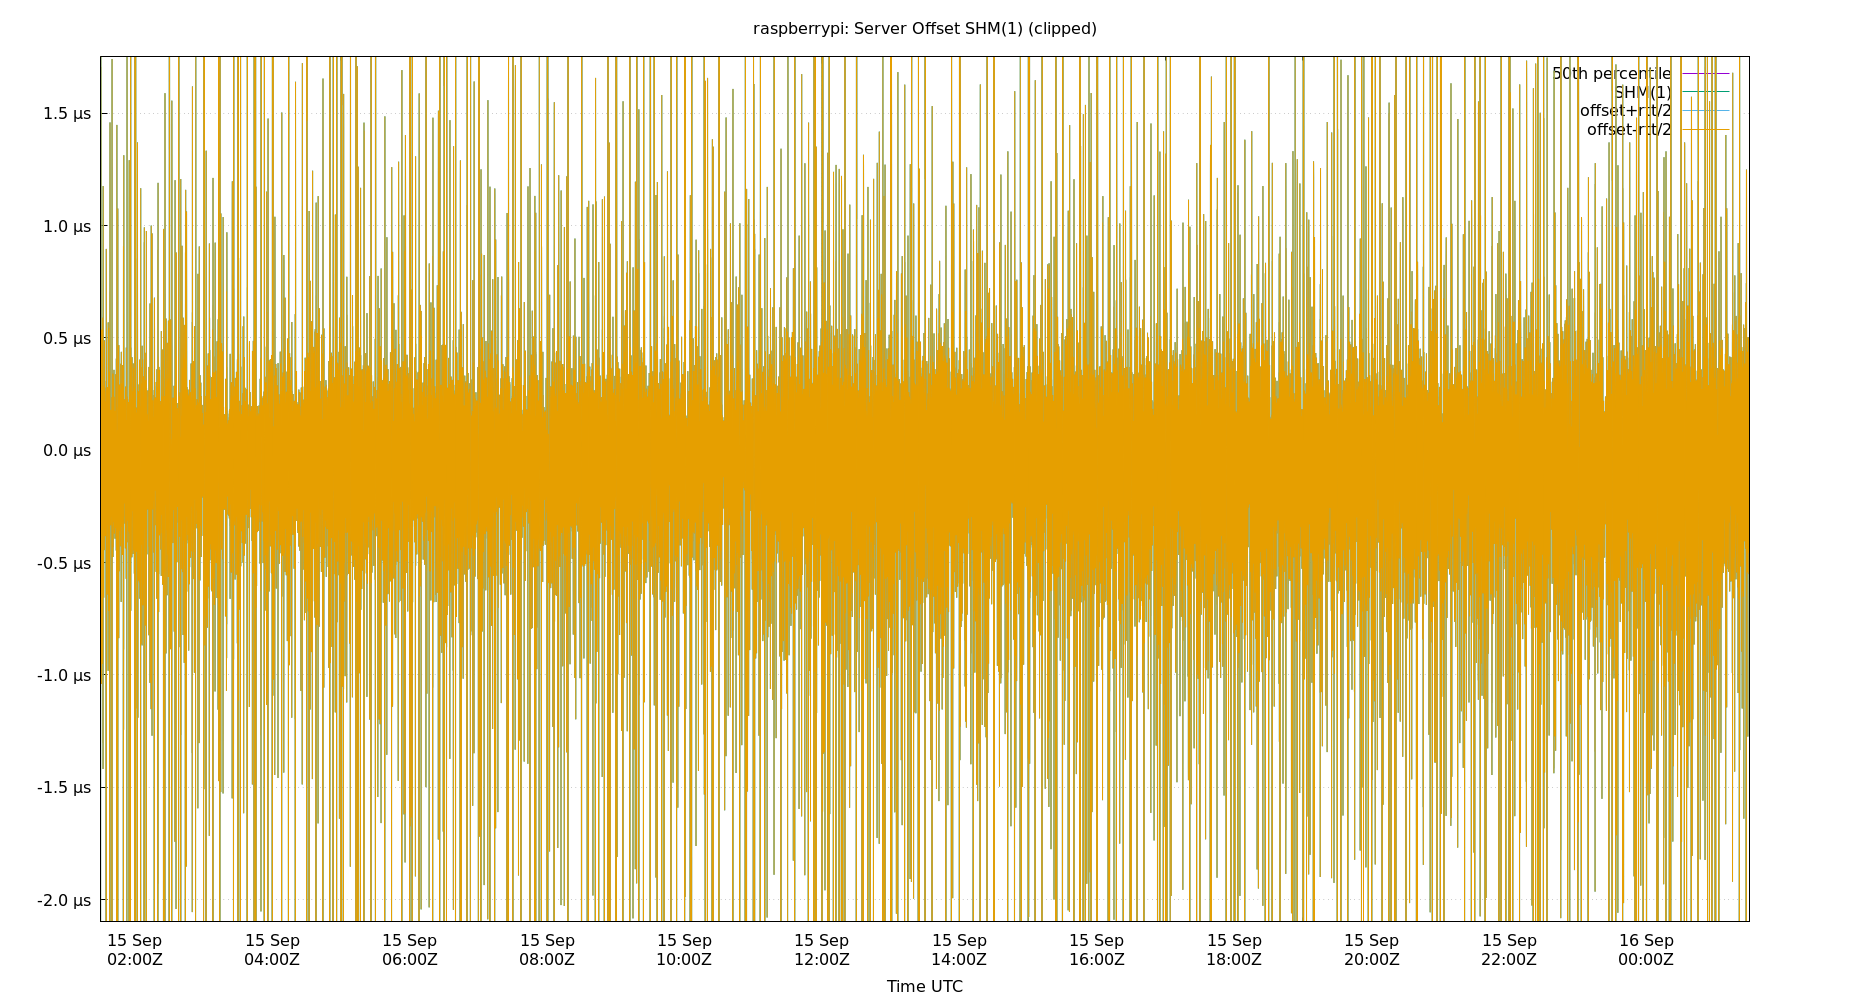 raspberrypi: Server Offset SHM(1) (clipped)
50th percentile
SHM(1)
offset+rtt/2
offset-rtt/2
1.5 µs
1.0 µs
0.5 µs
0.0 µs
-0.5 µs
-1.0 µs
-1.5 µs
-2.0 µs
15 Sep 15 Sep 15 Sep 15 Sep 15 Sep 15 Sep 15 Sep 15 Sep 15 Sep 15 Sep 15 Sep 16 Sep
02:00Z 04:00Z 06:00Z 08:00Z 10:00Z 12:00Z 14:00Z 16:00Z 18:00Z 20:00Z 22:00Z 00:00Z
Time UTC